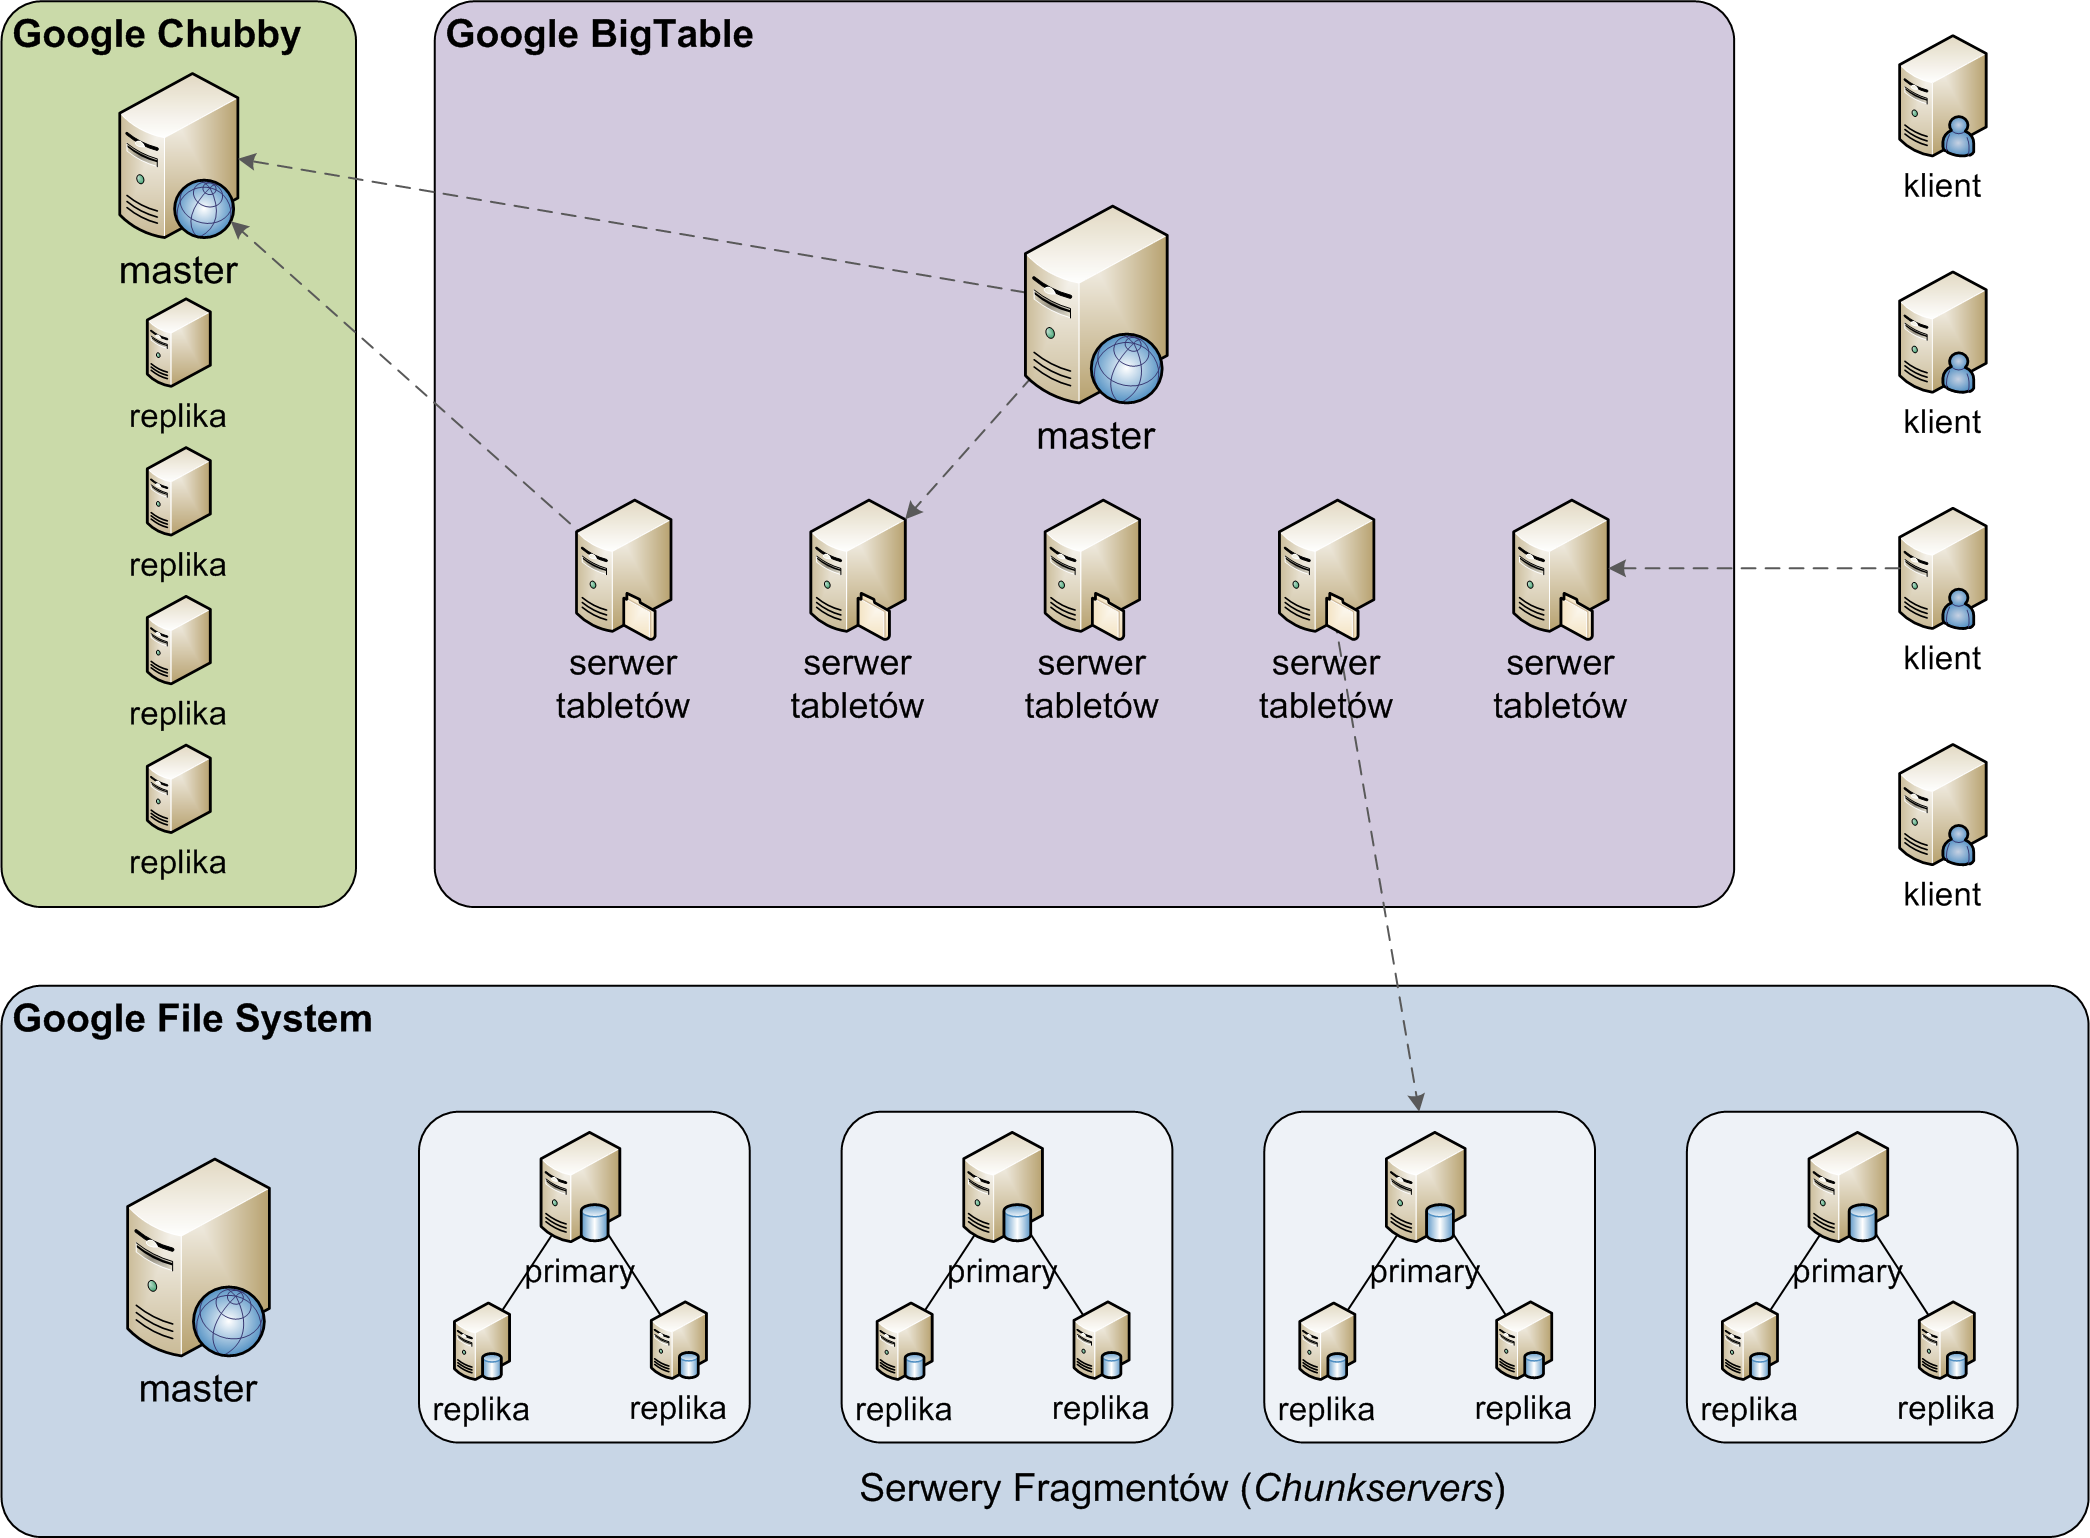 Google Chubby
master
replika
replika
replika
replika
Google BigTable
master
serwer
tabletów
serwer
tabletów
serwer
tabletów
serwer
tabletów
serwer
tabletów
klient
klient
klient
klient
Google File System
master
primary
replika
replika
primary
replika
replika
primary
replika
replika
primary
replika
replika
Serwery Fragmentów (Chunkservers)